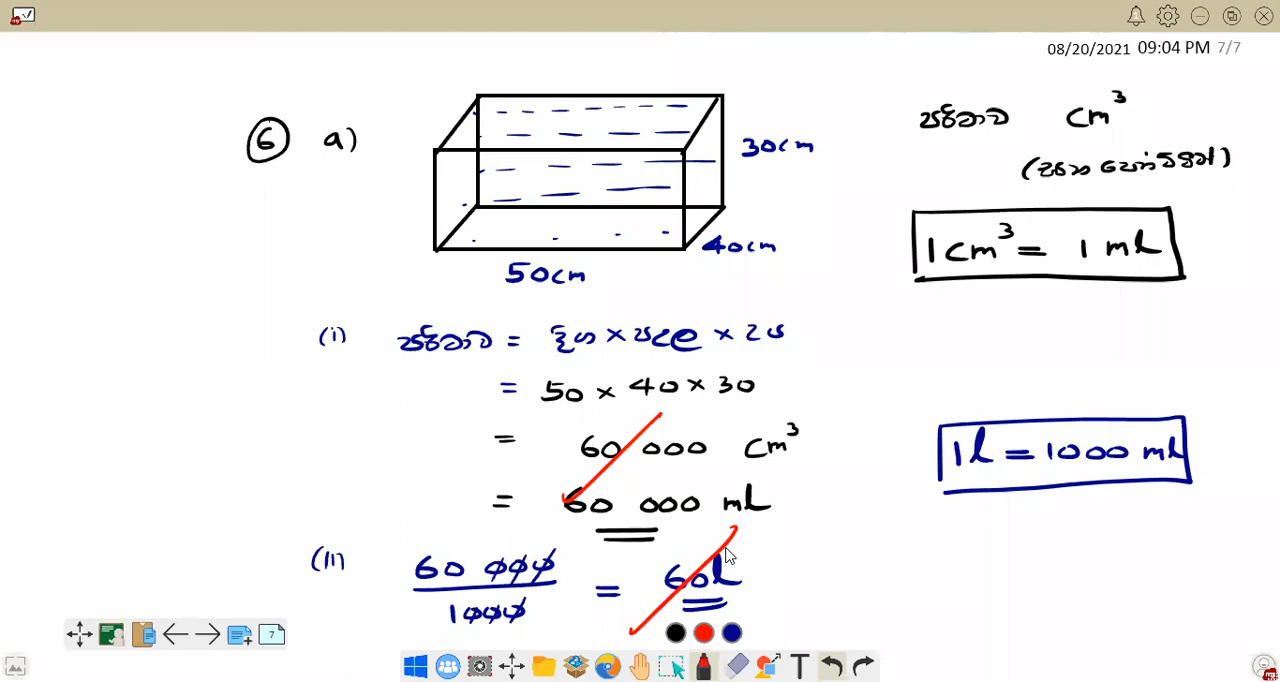 08/20/2021 09:04 PM 7/7
6 a)
30cm
40cm
50cm
පරිමාව cm³
1cm³ = 1 ml
(i) පරිමාව = දිග × පළල × උස
= 50 × 40 × 30
= 60 000 cm³
= 60 000 ml
1l = 1000 ml
(ii) 60 000
1000
= 60l
7
T